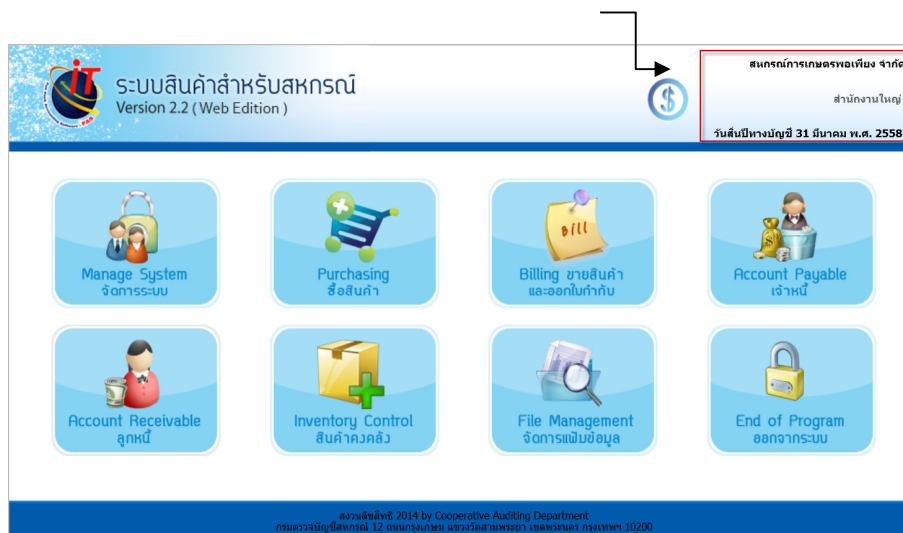 ระบบสินค้าสำหรับสหกรณ์
Version 2.2 ( Web Edition )
สหกรณ์การเกษตรพอเพียง จำกัด
สำนักงานใหญ่
วันสิ้นปีทางบัญชี 31 มีนาคม พ.ศ. 2558
Manage System
จัดการระบบ
Purchasing
ซื้อสินค้า
Bill
Billing ขายสินค้า
และออกใบกำกับ
Account Payable
เจ้าหนี้
Account Receivable
ลูกหนี้
Inventory Control
สินค้าคงคลัง
File Management
จัดการแฟ้มข้อมูล
End of Program
ออกจากระบบ
สงวนลิขสิทธิ์ 2014 by Cooperative Auditing Department
กรมตรวจบัญชีสหกรณ์ 12 ถนนกรุงเกษม แขวงวัดสามพระยา เขตพระนคร กรุงเทพฯ 10200